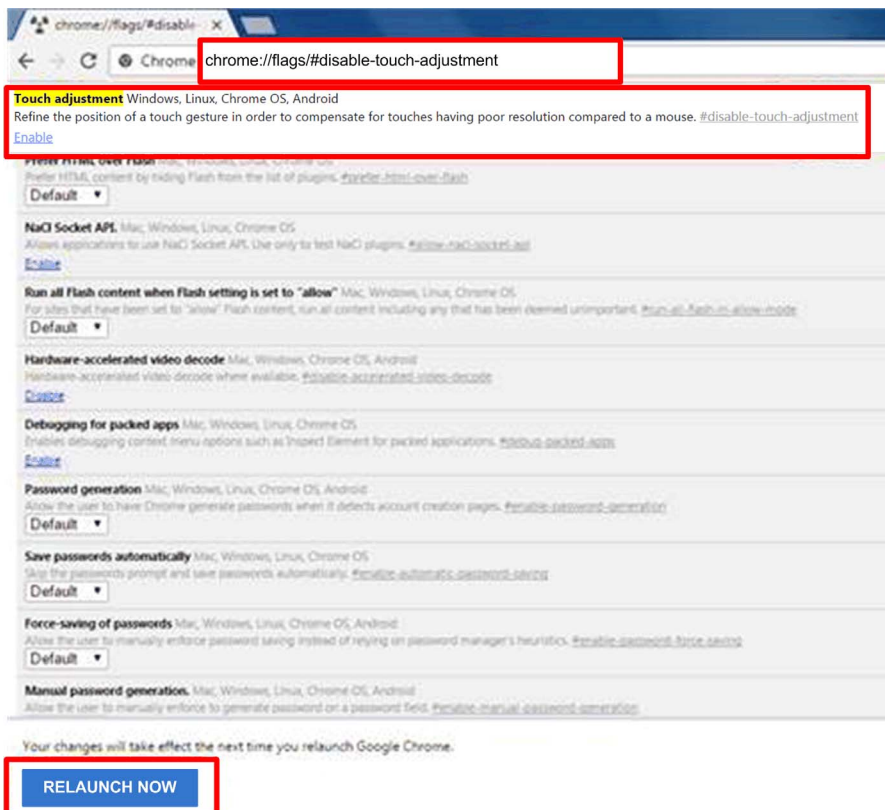 chrome://flags/#disable-
Chrome chrome://flags/#disable-touch-adjustment
Touch adjustment Windows, Linux, Chrome OS, Android
Refine the position of a touch gesture in order to compensate for touches having poor resolution compared to a mouse. #disable-touch-adjustment
Enable
Prefer HTML over Flash Mac, Windows, Linux, Chrome OS
Prefer HTML content by hiding Flash from the list of plugins. #prefer-html-over-flash
Default
NaCl Socket API. Mac, Windows, Linux, Chrome OS
Allows applications to use NaCl Socket API. Use only to test NaCl plugins. #allow-nacl-socket-api
Enable
Run all Flash content when Flash setting is set to "allow" Mac, Windows, Linux, Chrome OS
For sites that have been set to "allow" Flash content, run all content including any that has been deemed unimportant. #run-all-flash-in-allow-mode
Default
Hardware-accelerated video decode Mac, Windows, Chrome OS, Android
Hardware-accelerated video decode where available. #disable-accelerated-video-decode
Disable
Debugging for packed apps Mac, Windows, Linux, Chrome OS
Enables debugging context menu options such as Inspect Element for packed applications. #debug-packed-apps
Enable
Password generation Mac, Windows, Linux, Chrome OS, Android
Allow the user to have Chrome generate passwords when it detects account creation pages. #enable-password-generation
Default
Save passwords automatically Mac, Windows, Linux, Chrome OS
Skip the passwords prompt and save passwords automatically. #enable-automatic-password-saving
Default
Force-saving of passwords Mac, Windows, Linux, Chrome OS, Android
Allow the user to manually enforce password saving instead of relying on password manager's heuristics. #enable-password-force-saving
Default
Manual password generation. Mac, Windows, Linux, Chrome OS, Android
Allow the user to manually enforce to generate password on a password field. #enable-manual-password-generation
Your changes will take effect the next time you relaunch Google Chrome.
RELAUNCH NOW